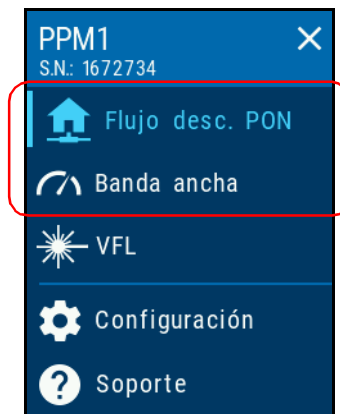 PPM1
S.N.: 1672734
Flujo desc. PON
Banda ancha
VFL
Configuración
? Soporte